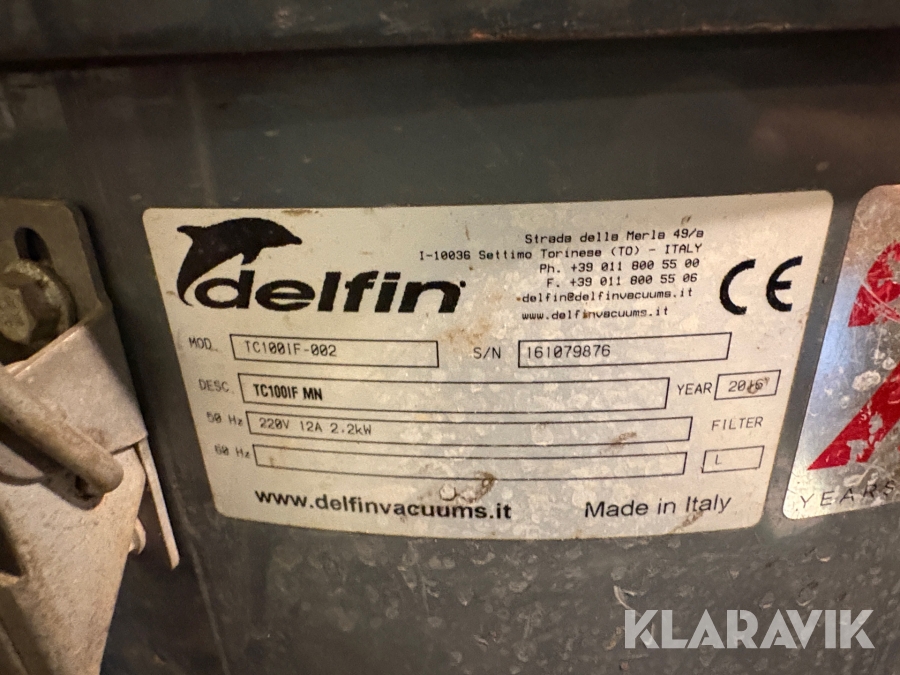 delfin
Strada della Merla 49/a
I-10036 Settimo Torinese (TO) - ITALY
Ph. +39 011 800 55 00
F. +39 011 800 55 06
delfin@delfinvacuums.it
www.delfinvacuums.it
CE
MOD. TC100IF-002 S/N 161079876
DESC. TC100IF MN YEAR 2016
50 Hz 220V 12A 2.2kW FILTER
60 Hz L
www.delfinvacuums.it Made in Italy
YEARS
KLARAVIK